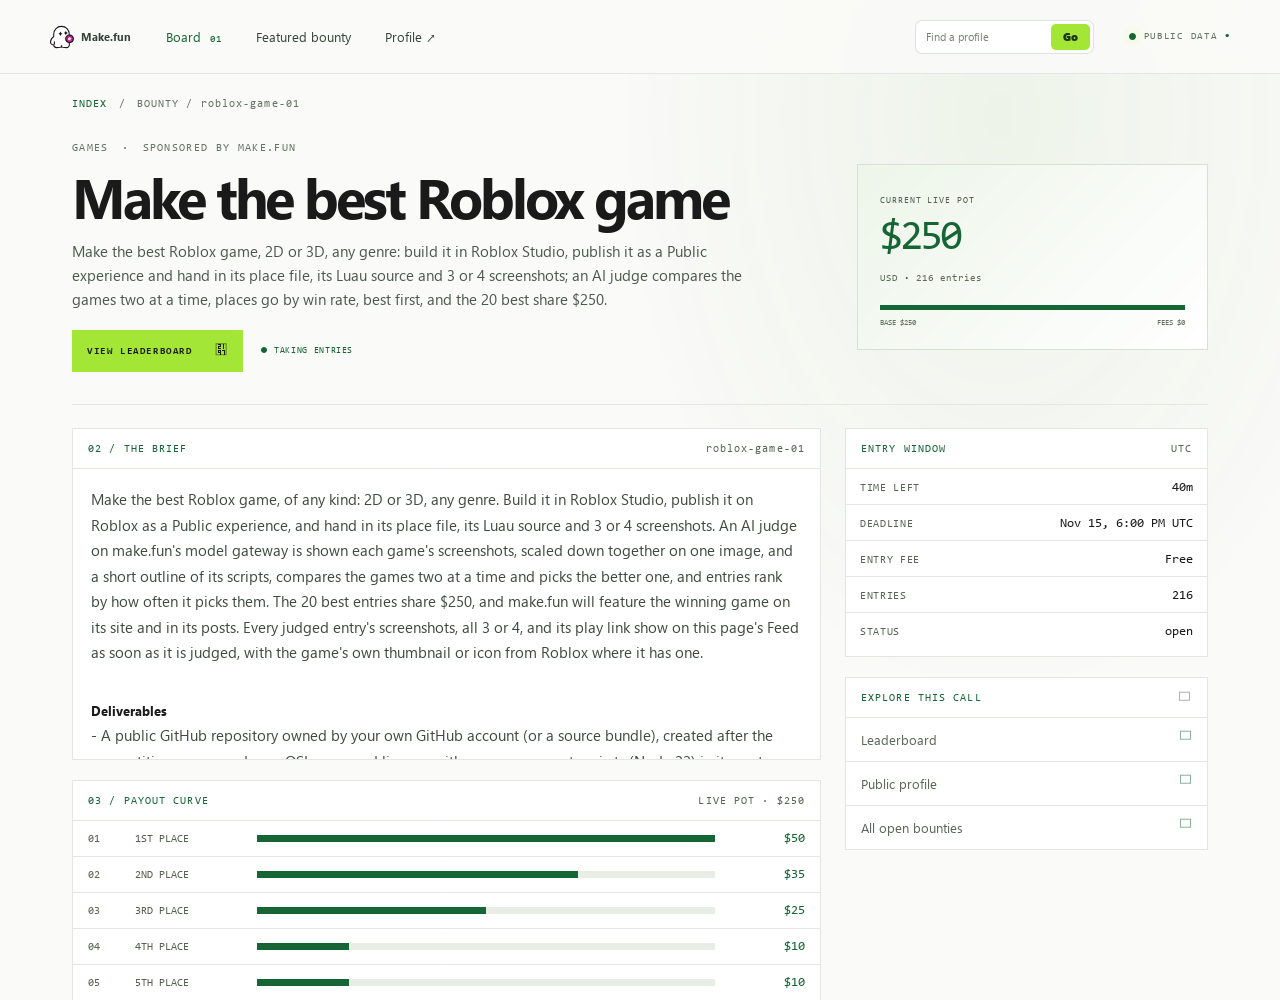 Make.fun
Board 01
Featured bounty
Profile ↗
Find a profile
Go
PUBLIC DATA •
INDEX / BOUNTY / roblox-game-01
GAMES · SPONSORED BY MAKE.FUN
Make the best Roblox game
Make the best Roblox game, 2D or 3D, any genre: build it in Roblox Studio, publish it as a Public
experience and hand in its place file, its Luau source and 3 or 4 screenshots; an AI judge compares the
games two at a time, places go by win rate, best first, and the 20 best share $250.
VIEW LEADERBOARD
TAKING ENTRIES
CURRENT LIVE POT
$250
USD • 216 entries
BASE $250
FEES $0
02 / THE BRIEF
roblox-game-01
Make the best Roblox game, of any kind: 2D or 3D, any genre. Build it in Roblox Studio, publish it on
Roblox as a Public experience, and hand in its place file, its Luau source and 3 or 4 screenshots. An AI judge
on make.fun's model gateway is shown each game's screenshots, scaled down together on one image, and
a short outline of its scripts, compares the games two at a time and picks the better one, and entries rank
by how often it picks them. The 20 best entries share $250, and make.fun will feature the winning game on
its site and in its posts. Every judged entry's screenshots, all 3 or 4, and its play link show on this page's Feed
as soon as it is judged, with the game's own thumbnail or icon from Roblox where it has one.
Deliverables
- A public GitHub repository owned by your own GitHub account (or a source bundle), created after the
03 / PAYOUT CURVE
LIVE POT · $250
01 1ST PLACE $50
02 2ND PLACE $35
03 3RD PLACE $25
04 4TH PLACE $10
05 5TH PLACE $10
ENTRY WINDOW
UTC
TIME LEFT 40m
DEADLINE Nov 15, 6:00 PM UTC
ENTRY FEE Free
ENTRIES 216
STATUS open
EXPLORE THIS CALL
Leaderboard
Public profile
All open bounties